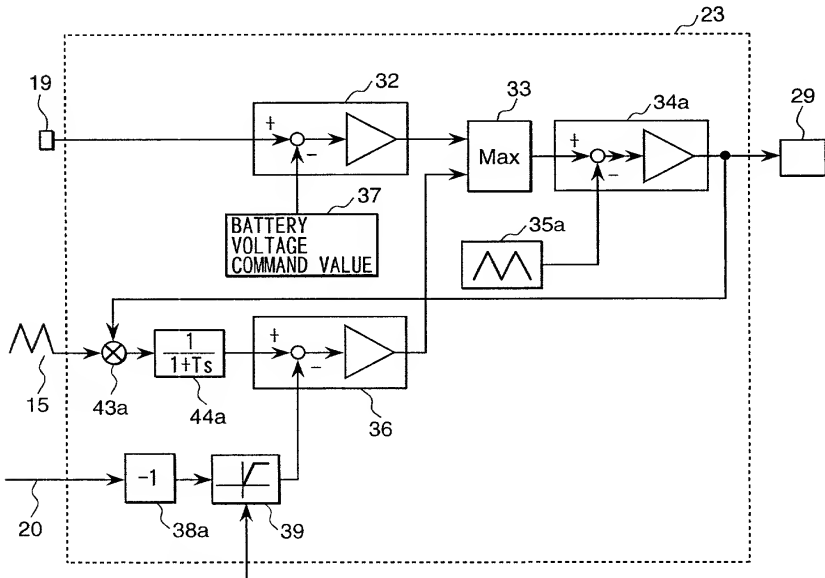 23
19
32
33
34a
29
+
−
Max
+
−
37
BATTERY
VOLTAGE
COMMAND VALUE
35a
15
43a
1
1+Ts
44a
+
−
36
20
-1
38a
39